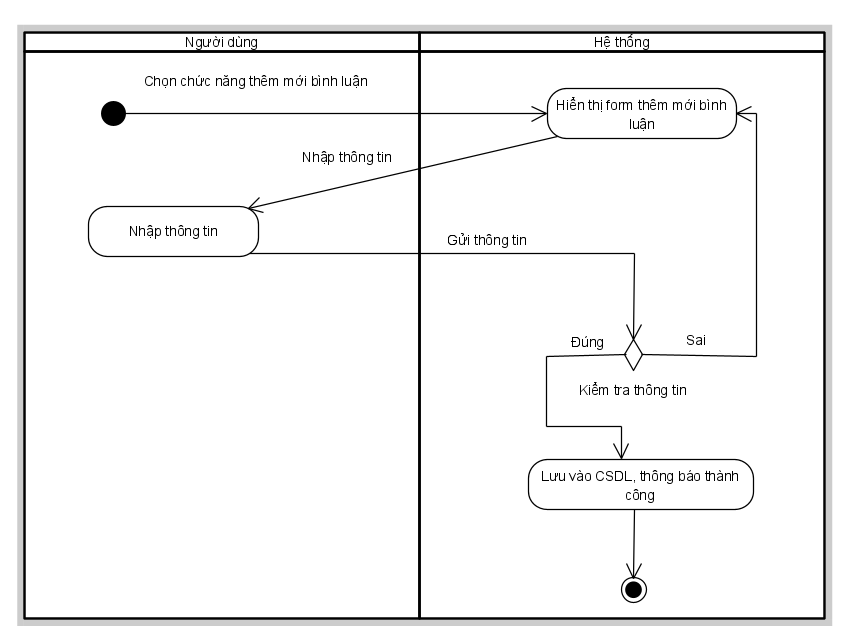 Người dùng
Hệ thống
Chọn chức năng thêm mới bình luận
Hiển thị form thêm mới bình
luận
Nhập thông tin
Nhập thông tin
Gửi thông tin
Đúng
Sai
Kiểm tra thông tin
Lưu vào CSDL, thông báo thành
công